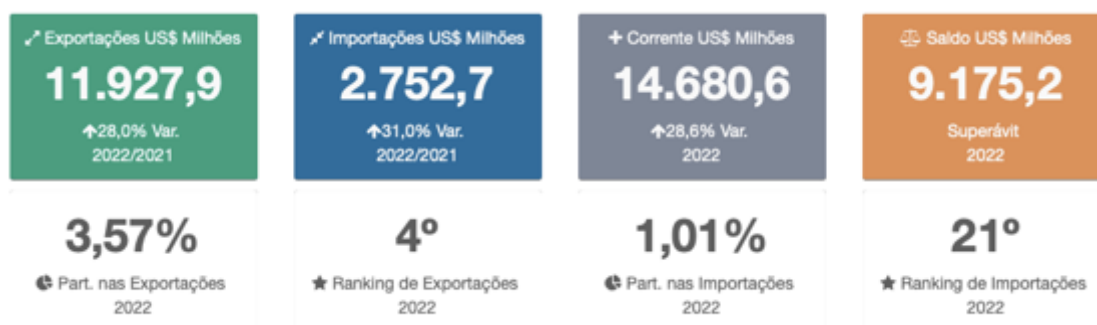 Exportações US$ Milhões
11.927,9
28,0% Var.
2022/2021
Importações US$ Milhões
2.752,7
31,0% Var.
2022/2021
Corrente US$ Milhões
14.680,6
28,6% Var.
2022
Saldo US$ Milhões
9.175,2
Superávit
2022
3,57%
Part. nas Exportações
2022
4º
Ranking de Exportações
2022
1,01%
Part. nas Importações
2022
21º
Ranking de Importações
2022